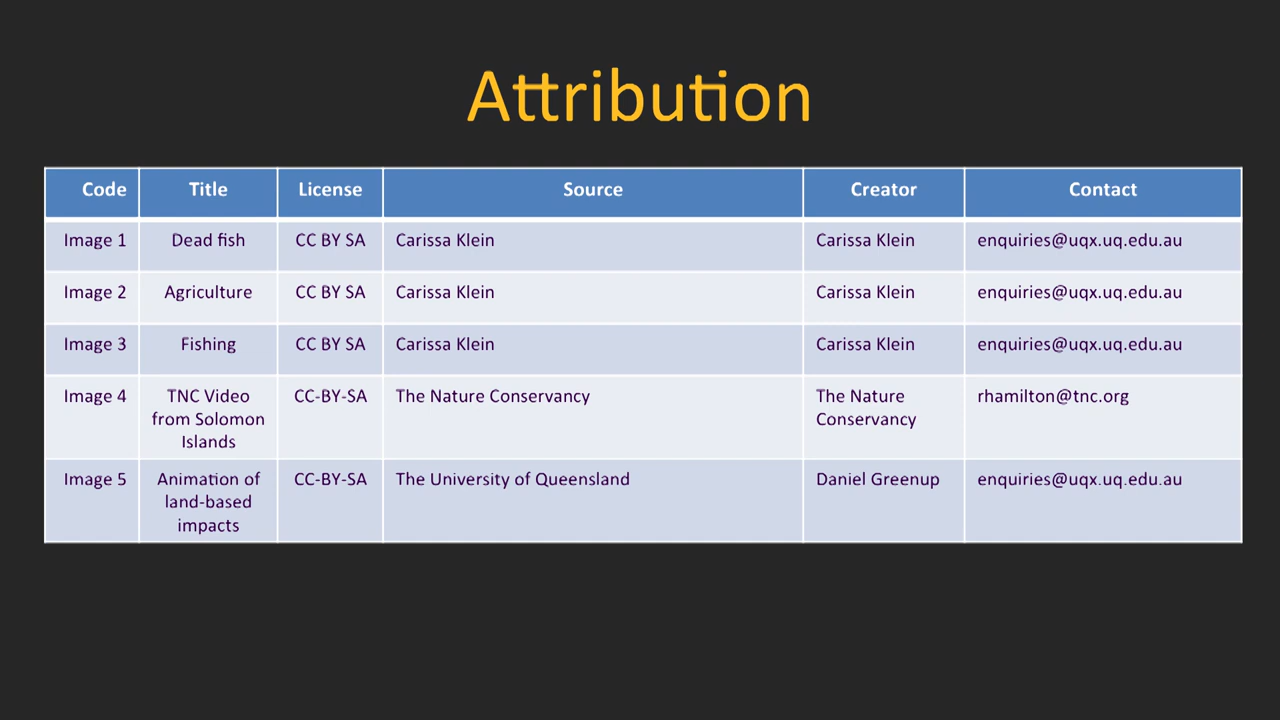 Attribution
Code Title License Source Creator Contact
Image 1 Dead fish CC BY SA Carissa Klein Carissa Klein enquiries@uqx.uq.edu.au
Image 2 Agriculture CC BY SA Carissa Klein Carissa Klein enquiries@uqx.uq.edu.au
Image 3 Fishing CC BY SA Carissa Klein Carissa Klein enquiries@uqx.uq.edu.au
Image 4 TNC Video CC-BY-SA The Nature Conservancy The Nature rhamilton@tnc.org
from Solomon Conservancy
Islands
Image 5 Animation of CC-BY-SA The University of Queensland Daniel Greenup enquiries@uqx.uq.edu.au
land-based
impacts